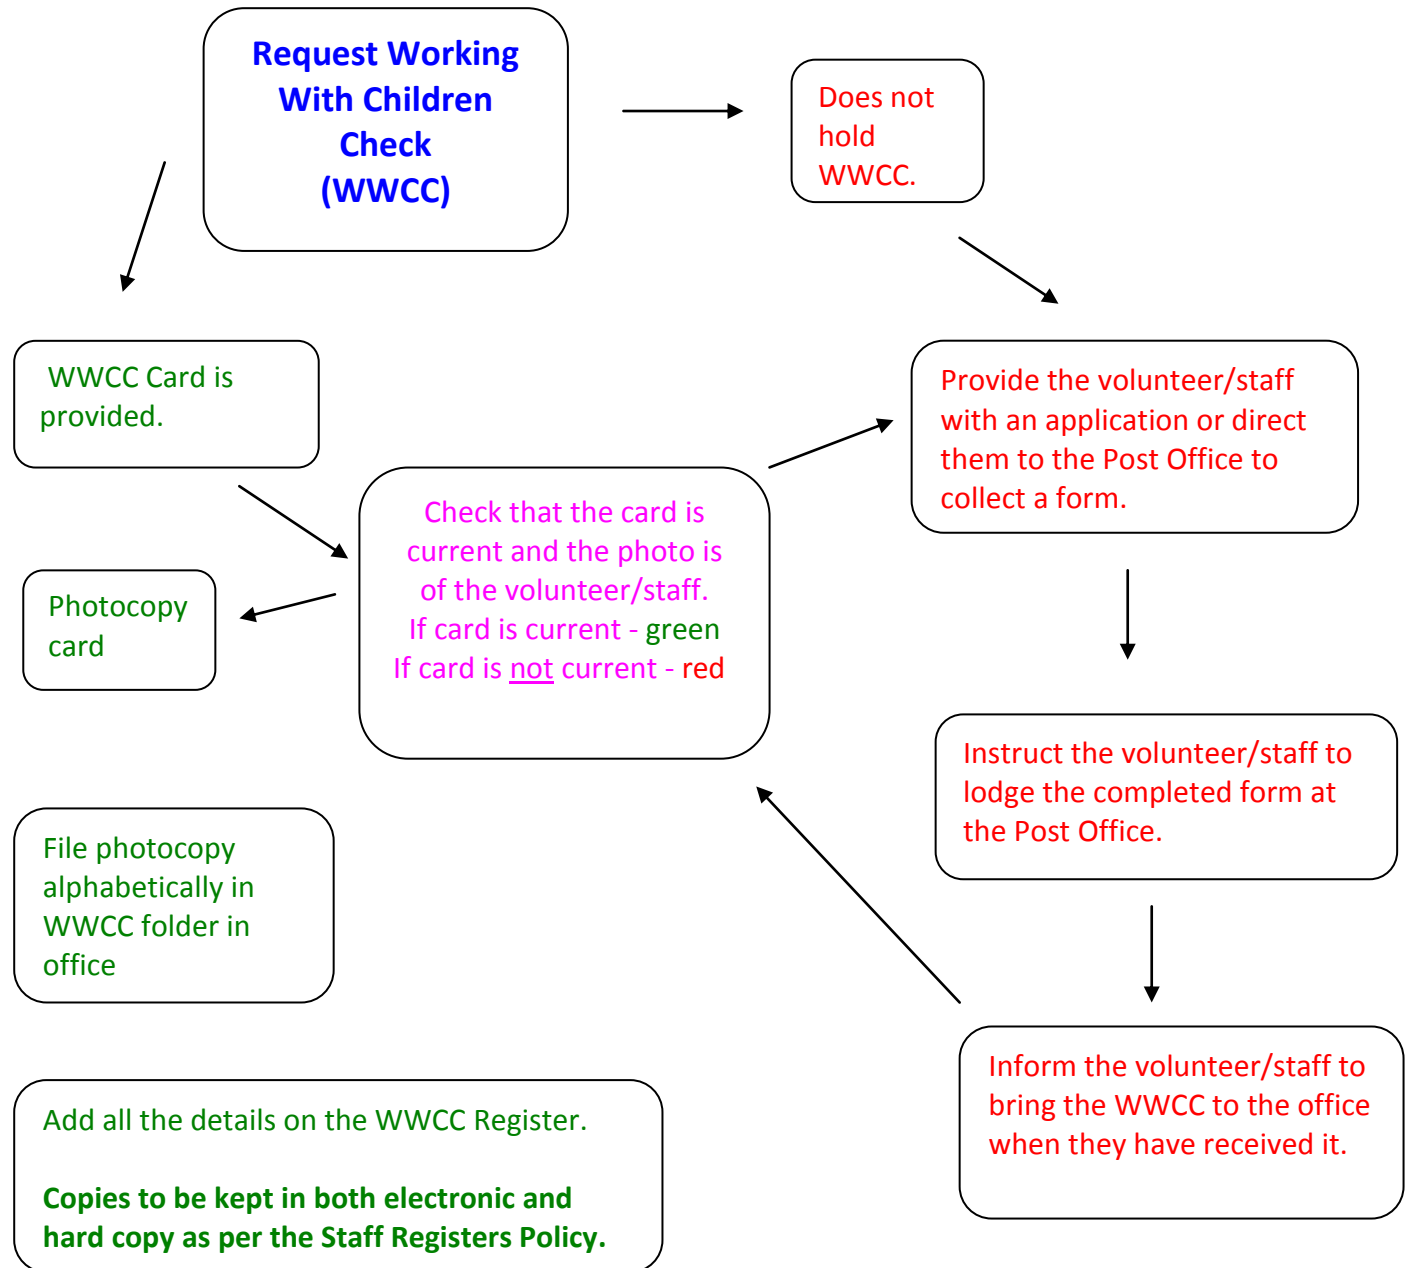 Request Working
With Children
Check
(WWCC)
Does not
hold
WWCC.
WWCC Card is
provided.
Provide the volunteer/staff
with an application or direct
them to the Post Office to
collect a form.
Check that the card is
current and the photo is
of the volunteer/staff.
If card is current - green
If card is not current - red
Photocopy
card
Instruct the volunteer/staff to
lodge the completed form at
the Post Office.
File photocopy
alphabetically in
WWCC folder in
office
Inform the volunteer/staff to
bring the WWCC to the office
when they have received it.
Add all the details on the WWCC Register.
Copies to be kept in both electronic and
hard copy as per the Staff Registers Policy.